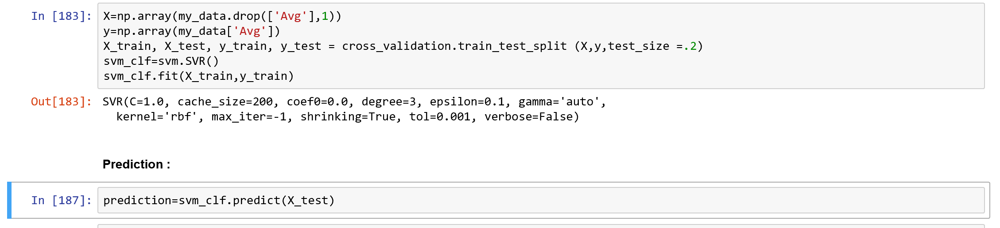 In [183]:
X=np.array(my_data.drop(['Avg'],1))
y=np.array(my_data['Avg'])
X_train, X_test, y_train, y_test = cross_validation.train_test_split (X,y,test_size =.2)
svm_clf=svm.SVR()
svm_clf.fit(X_train,y_train)
Out[183]:
SVR(C=1.0, cache_size=200, coef0=0.0, degree=3, epsilon=0.1, gamma='auto',
  kernel='rbf', max_iter=-1, shrinking=True, tol=0.001, verbose=False)
Prediction :
In [187]:
prediction=svm_clf.predict(X_test)